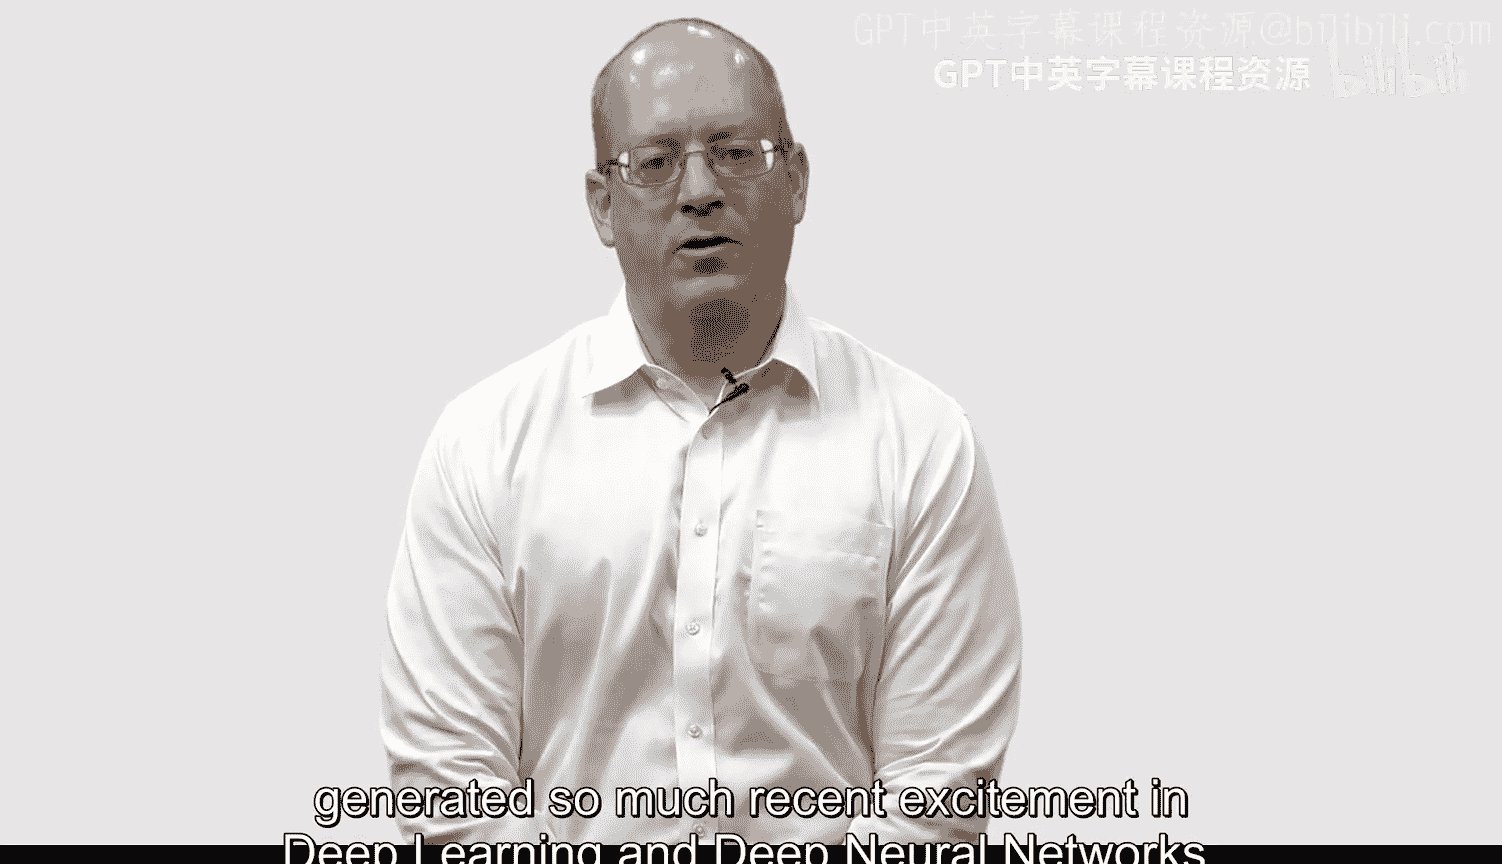 GPT中英字幕课程资源@bilibili.com
GPT中英字幕课程资源 bilibili
generated so much recent excitement in
Deep Learning and Deep Neural Networks